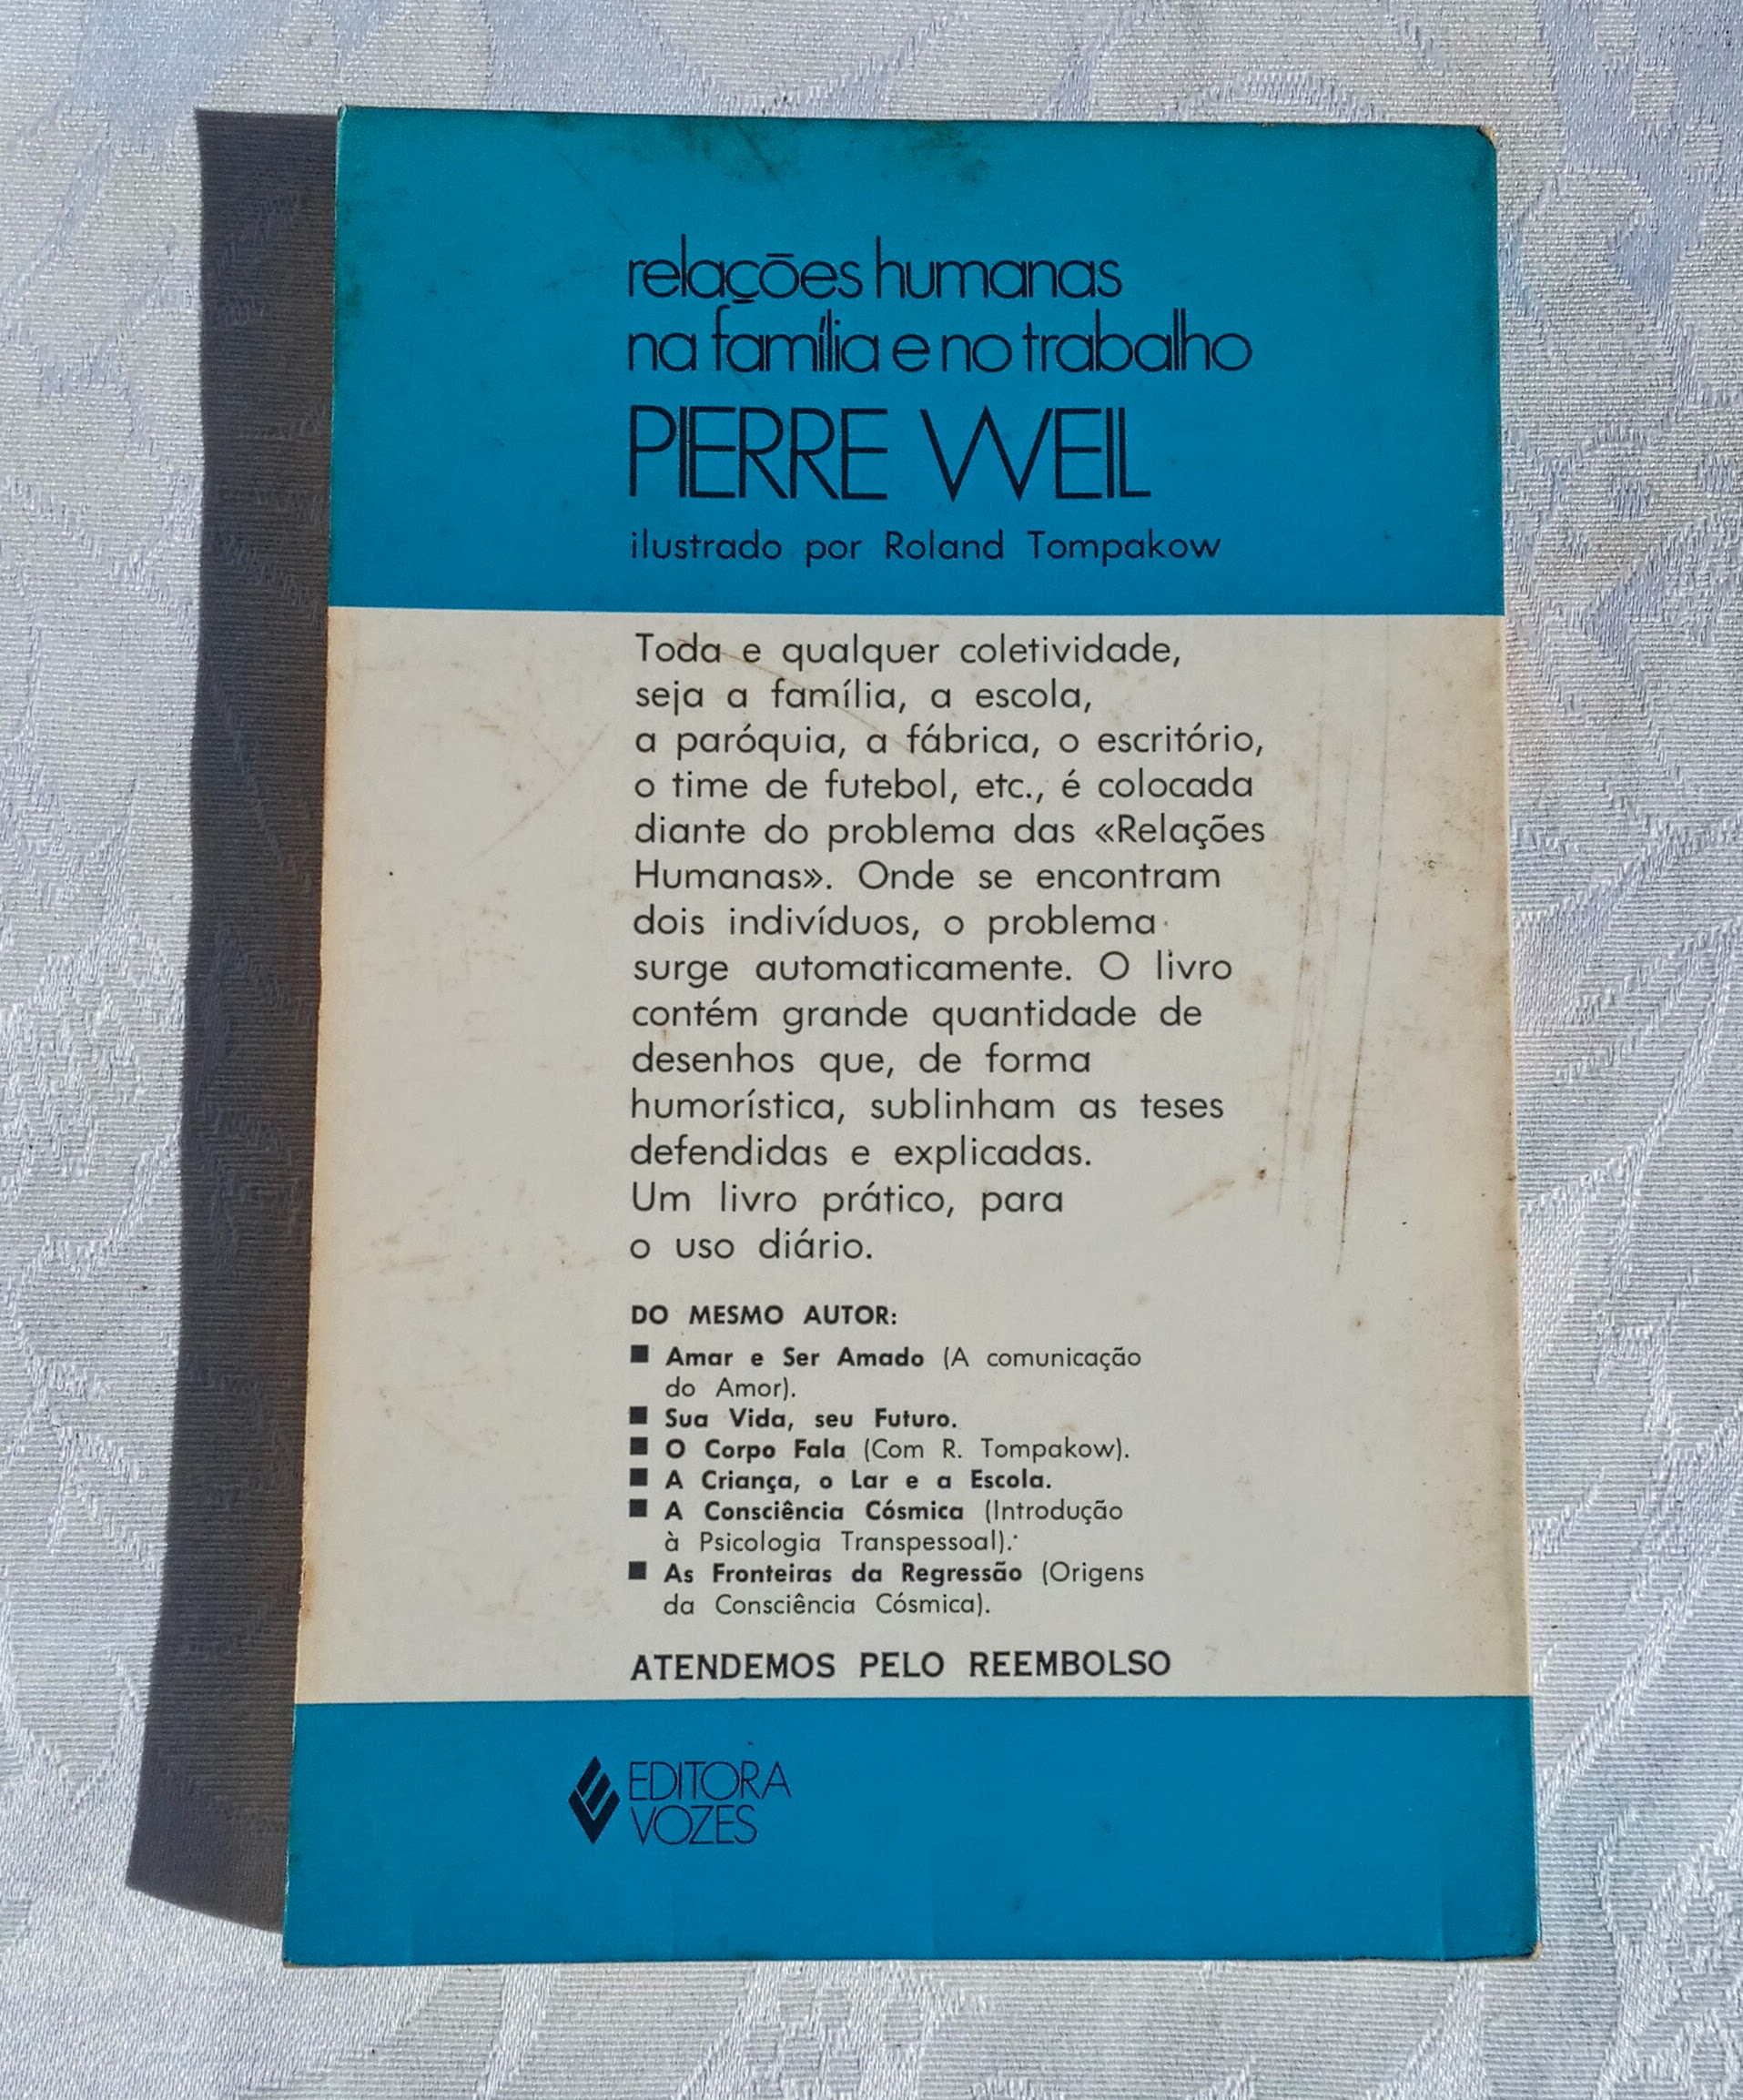 relações humanas
na família e no trabalho
PIERRE WEIL
ilustrado por Roland Tompakow
Toda e qualquer coletividade,
seja a família, a escola,
a paróquia, a fábrica, o escritório,
o time de futebol, etc., é colocada
diante do problema das «Relações
Humanas». Onde se encontram
dois indivíduos, o problema
surge automaticamente. O livro
contém grande quantidade de
desenhos que, de forma
humorística, sublinham as teses
defendidas e explicadas.
Um livro prático, para
o uso diário.
DO MESMO AUTOR:
■ Amar e Ser Amado (A comunicação
do Amor).
■ Sua Vida, seu Futuro.
■ O Corpo Fala (Com R. Tompakow).
■ A Criança, o Lar e a Escola.
■ A Consciência Cósmica (Introdução
à Psicologia Transpessoal).
■ As Fronteiras da Regressão (Origens
da Consciência Cósmica).
ATENDEMOS PELO REEMBOLSO
EDITORA
VOZES